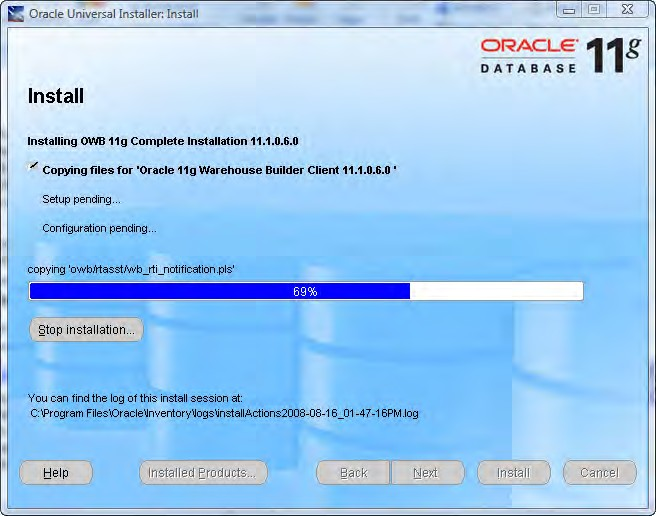 Oracle Universal Installer: Install
ORACLE
DATABASE
11g
Install
Installing OWB 11g Complete Installation 11.1.0.6.0
Copying files for 'Oracle 11g Warehouse Builder Client 11.1.0.6.0 '
Setup pending...
Configuration pending...
copying 'owb/rtasst/wb_rti_notification.pls'
69%
Stop installation...
You can find the log of this install session at:
C:\Program Files\Oracle\Inventory\logs\installActions2008-08-16_01-47-16PM.log
Help Installed Products... Back Next Install Cancel